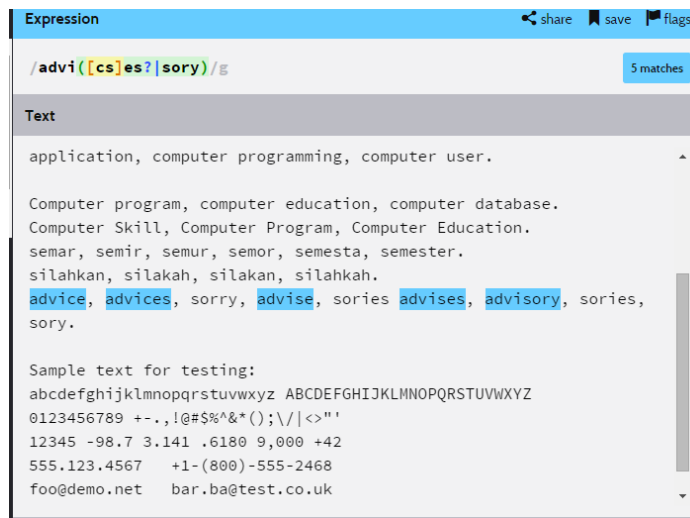 Expression share save flags
/advi([cs]es?|sory)/g 5 matches
Text
application, computer programming, computer user.
Computer program, computer education, computer database.
Computer Skill, Computer Program, Computer Education.
semar, semir, semur, semor, semesta, semester.
silahkan, silakah, silakan, silahkah.
advice, advices, sorry, advise, sories advises, advisory, sories,
sory.
Sample text for testing:
abcdefghijklmnopqrstuvwxyz ABCDEFGHIJKLMNOPQRSTUVWXYZ
0123456789 +-.,!@#$%^&*();\/|<>"'
12345 -98.7 3.141 .6180 9,000 +42
555.123.4567 +1-(800)-555-2468
foo@demo.net bar.ba@test.co.uk